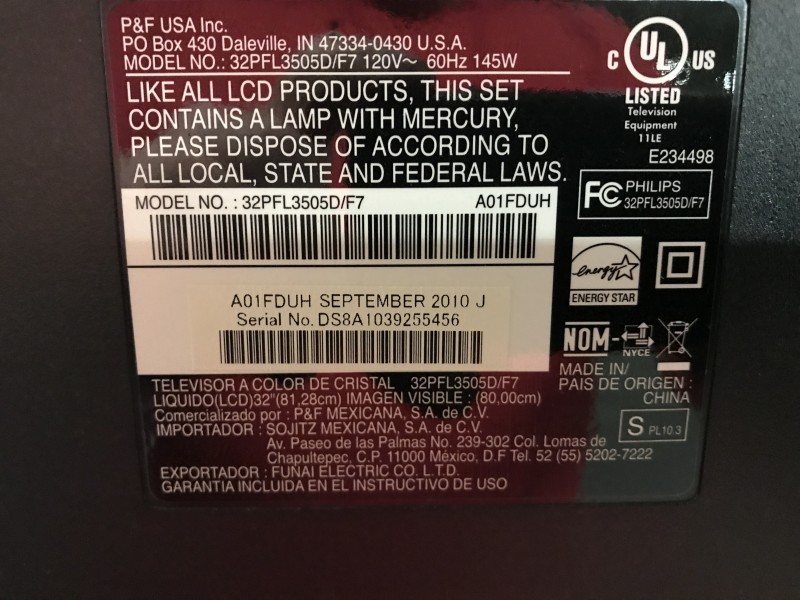 P&F USA Inc.
PO Box 430 Daleville, IN 47334-0430 U.S.A.
MODEL NO.: 32PFL3505D/F7 120V~ 60Hz 145W
LIKE ALL LCD PRODUCTS, THIS SET
CONTAINS A LAMP WITH MERCURY,
PLEASE DISPOSE OF ACCORDING TO
ALL LOCAL, STATE AND FEDERAL LAWS.
C UL US
LISTED
Television
Equipment
11LE
E234498
MODEL NO. : 32PFL3505D/F7 A01FDUH
FC PHILIPS
32PFL3505D/F7
energy
ENERGY STAR
A01FDUH SEPTEMBER 2010 J
Serial No. DS8A1039255456
NOM-
NYCE
MADE IN/
PAIS DE ORIGEN :
CHINA
S PL10.3
TELEVISOR A COLOR DE CRISTAL 32PFL3505D/F7
LIQUIDO(LCD)32"(81,28cm) IMAGEN VISIBLE : (80,00cm)
Comercializado por : P&F MEXICANA, S.A. de C.V.
IMPORTADOR : SOJITZ MEXICANA, S.A. de C.V.
Av. Paseo de las Palmas No. 239-302 Col. Lomas de
Chapultepec. C.P. 11000 México, D.F Tel. 52 (55) 5202-7222
EXPORTADOR : FUNAI ELECTRIC CO. L.T.D.
GARANTIA INCLUIDA EN EL INSTRUCTIVO DE USO